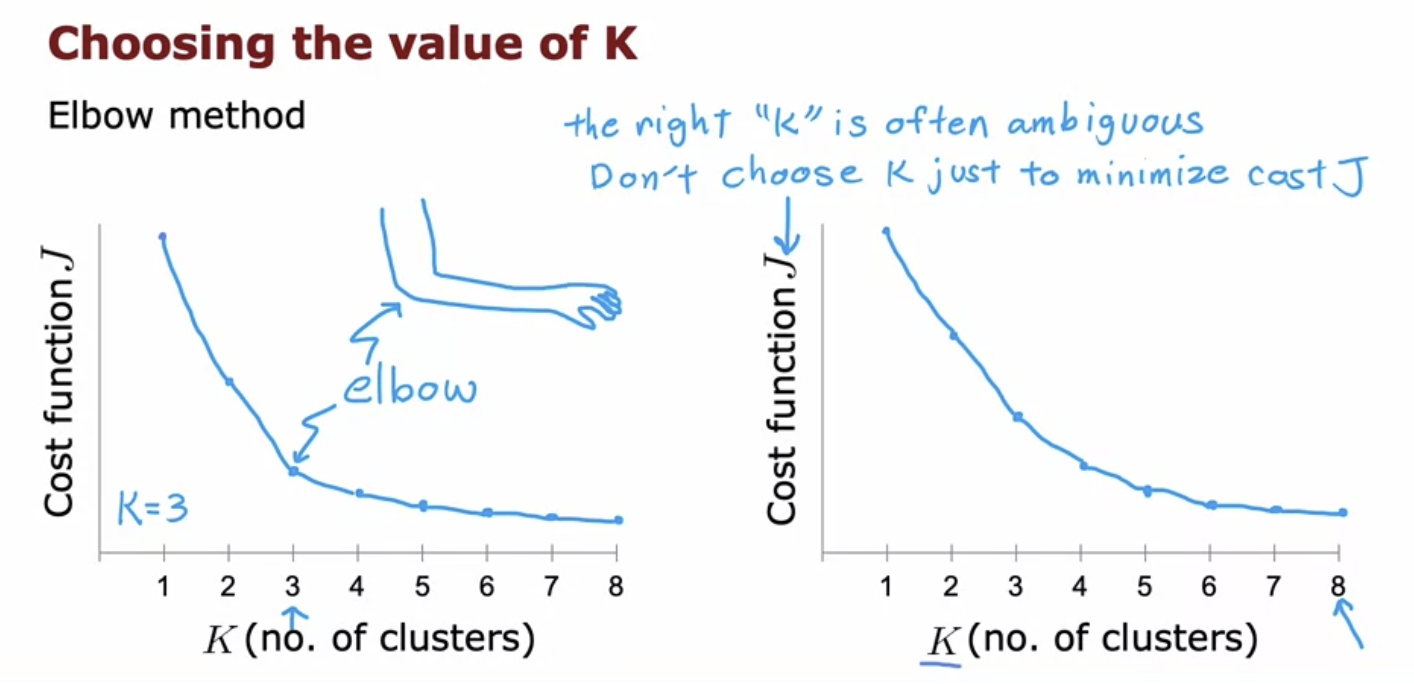 Choosing the value of K
Elbow method
the right "K" is often ambiguous
Don't choose K just to minimize cost J
Cost function J
elbow
K=3
1 2 3 4 5 6 7 8
K (no. of clusters)
Cost function J
1 2 3 4 5 6 7 8
K (no. of clusters)